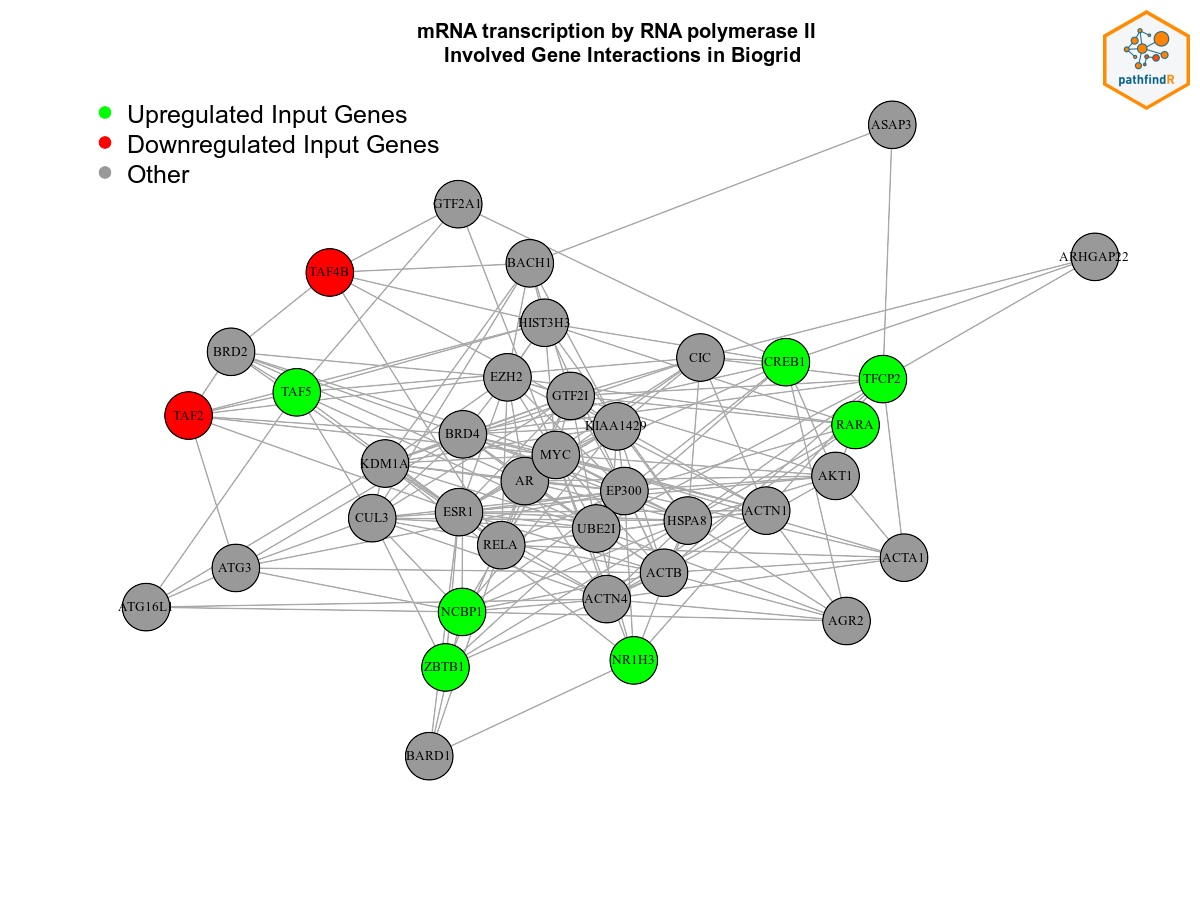 mRNA transcription by RNA polymerase II
Involved Gene Interactions in Biogrid
pathfindR
Upregulated Input Genes
Downregulated Input Genes
Other
ASAP3
GTF2A1
BACH1
ARHGAP22
TAF4B
HIST3H3
BRD2
CIC
CREB1
EZH2
TFCP2
TAF5
GTF2I
TAF2
KIAA1429
RARA
BRD4
MYC
KDM1A
AKT1
AR
EP300
ESR1
ACTN1
CUL3
HSPA8
UBE2I
RELA
ACTA1
ATG3
ACTB
ACTN4
ATG16L1
NCBP1
AGR2
NR1H3
ZBTB1
BARD1